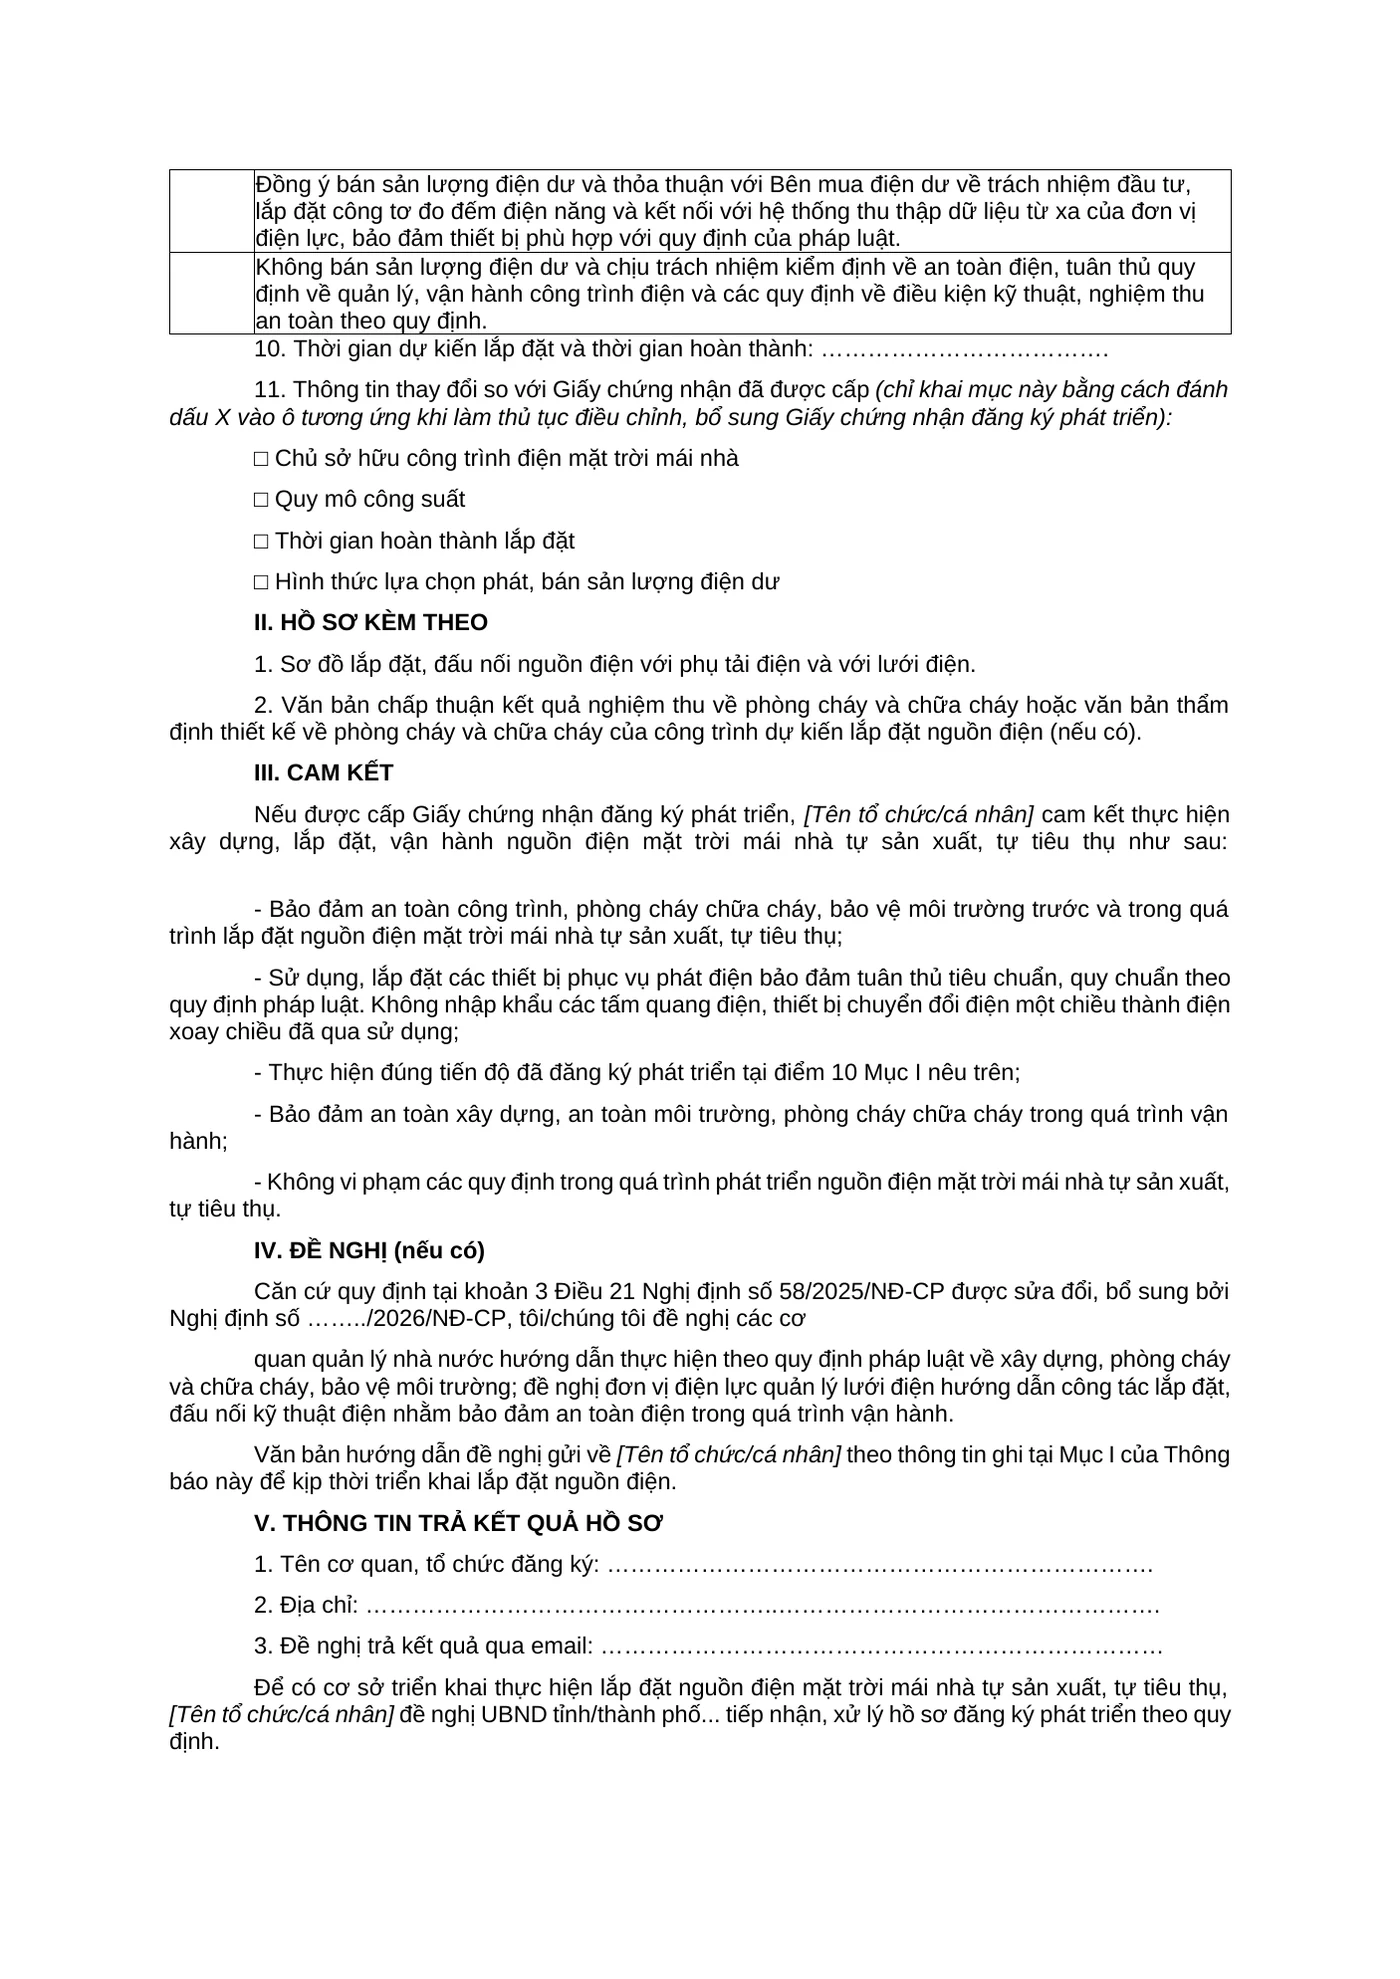 Đồng ý bán sản lượng điện dư và thỏa thuận với Bên mua điện dư về trách nhiệm đầu tư,
lắp đặt công tơ đo đếm điện năng và kết nối với hệ thống thu thập dữ liệu từ xa của đơn vị
điện lực, bảo đảm thiết bị phù hợp với quy định của pháp luật.
Không bán sản lượng điện dư và chịu trách nhiệm kiểm định về an toàn điện, tuân thủ quy
định về quản lý, vận hành công trình điện và các quy định về điều kiện kỹ thuật, nghiệm thu
an toàn theo quy định.
10. Thời gian dự kiến lắp đặt và thời gian hoàn thành: ……………………………….
11. Thông tin thay đổi so với Giấy chứng nhận đã được cấp (chỉ khai mục này bằng cách đánh
dấu X vào ô tương ứng khi làm thủ tục điều chỉnh, bổ sung Giấy chứng nhận đăng ký phát triển):
□ Chủ sở hữu công trình điện mặt trời mái nhà
□ Quy mô công suất
□ Thời gian hoàn thành lắp đặt
□ Hình thức lựa chọn phát, bán sản lượng điện dư
II. HỒ SƠ KÈM THEO
1. Sơ đồ lắp đặt, đấu nối nguồn điện với phụ tải điện và với lưới điện.
2. Văn bản chấp thuận kết quả nghiệm thu về phòng cháy và chữa cháy hoặc văn bản thẩm
định thiết kế về phòng cháy và chữa cháy của công trình dự kiến lắp đặt nguồn điện (nếu có).
III. CAM KẾT
Nếu được cấp Giấy chứng nhận đăng ký phát triển, [Tên tổ chức/cá nhân] cam kết thực hiện
xây dựng, lắp đặt, vận hành nguồn điện mặt trời mái nhà tự sản xuất, tự tiêu thụ như sau:
- Bảo đảm an toàn công trình, phòng cháy chữa cháy, bảo vệ môi trường trước và trong quá
trình lắp đặt nguồn điện mặt trời mái nhà tự sản xuất, tự tiêu thụ;
- Sử dụng, lắp đặt các thiết bị phục vụ phát điện bảo đảm tuân thủ tiêu chuẩn, quy chuẩn theo
quy định pháp luật. Không nhập khẩu các tấm quang điện, thiết bị chuyển đổi điện một chiều thành điện
xoay chiều đã qua sử dụng;
- Thực hiện đúng tiến độ đã đăng ký phát triển tại điểm 10 Mục I nêu trên;
- Bảo đảm an toàn xây dựng, an toàn môi trường, phòng cháy chữa cháy trong quá trình vận
hành;
- Không vi phạm các quy định trong quá trình phát triển nguồn điện mặt trời mái nhà tự sản xuất,
tự tiêu thụ.
IV. ĐỀ NGHỊ (nếu có)
Căn cứ quy định tại khoản 3 Điều 21 Nghị định số 58/2025/NĐ-CP được sửa đổi, bổ sung bởi
Nghị định số ……../2026/NĐ-CP, tôi/chúng tôi đề nghị các cơ
quan quản lý nhà nước hướng dẫn thực hiện theo quy định pháp luật về xây dựng, phòng cháy
và chữa cháy, bảo vệ môi trường; đề nghị đơn vị điện lực quản lý lưới điện hướng dẫn công tác lắp đặt,
đấu nối kỹ thuật điện nhằm bảo đảm an toàn điện trong quá trình vận hành.
Văn bản hướng dẫn đề nghị gửi về [Tên tổ chức/cá nhân] theo thông tin ghi tại Mục I của Thông
báo này để kịp thời triển khai lắp đặt nguồn điện.
V. THÔNG TIN TRẢ KẾT QUẢ HỒ SƠ
1. Tên cơ quan, tổ chức đăng ký: …………………………………………………………….
2. Địa chỉ: ……………………………………………..………………………………………….
3. Đề nghị trả kết quả qua email: ………………………………………………………………
Để có cơ sở triển khai thực hiện lắp đặt nguồn điện mặt trời mái nhà tự sản xuất, tự tiêu thụ,
[Tên tổ chức/cá nhân] đề nghị UBND tỉnh/thành phố... tiếp nhận, xử lý hồ sơ đăng ký phát triển theo quy
định.